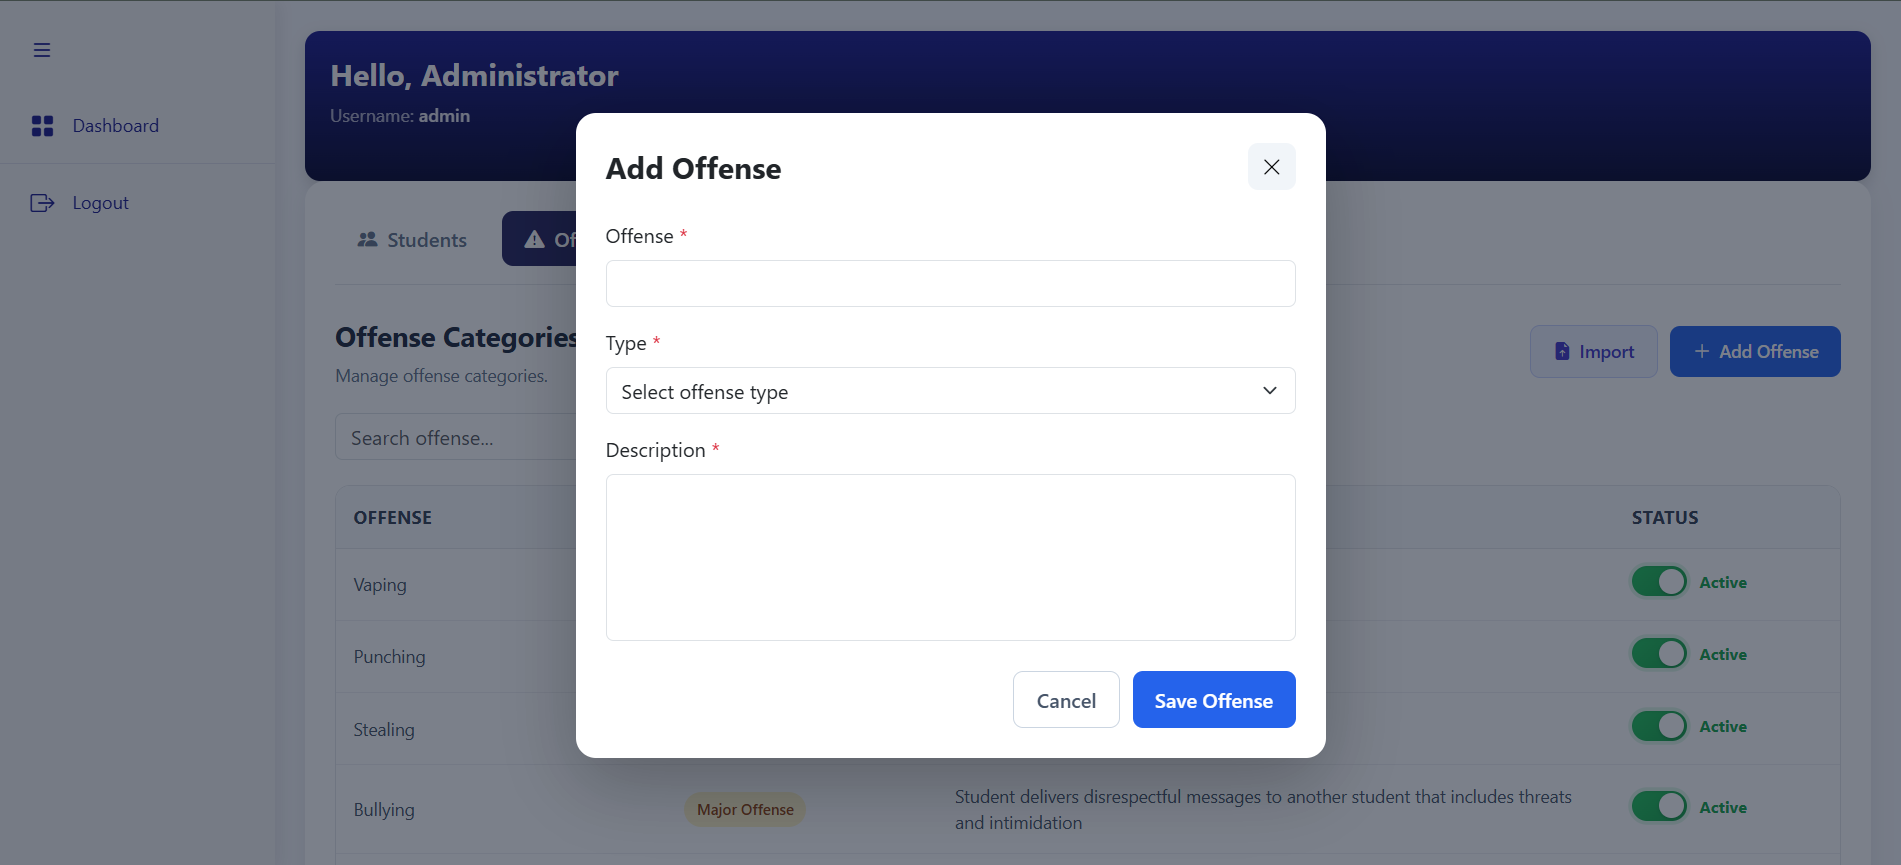 Hello, Administrator
Username: admin
Dashboard
Logout
Students
Offense Categories
Manage offense categories.
Import
+ Add Offense
Search offense...
OFFENSE
STATUS
Vaping
Active
Punching
Active
Stealing
Active
Bullying
Major Offense
Student delivers disrespectful messages to another student that includes threats
and intimidation
Active
Add Offense
Offense *
Type *
Select offense type
Description *
Cancel
Save Offense